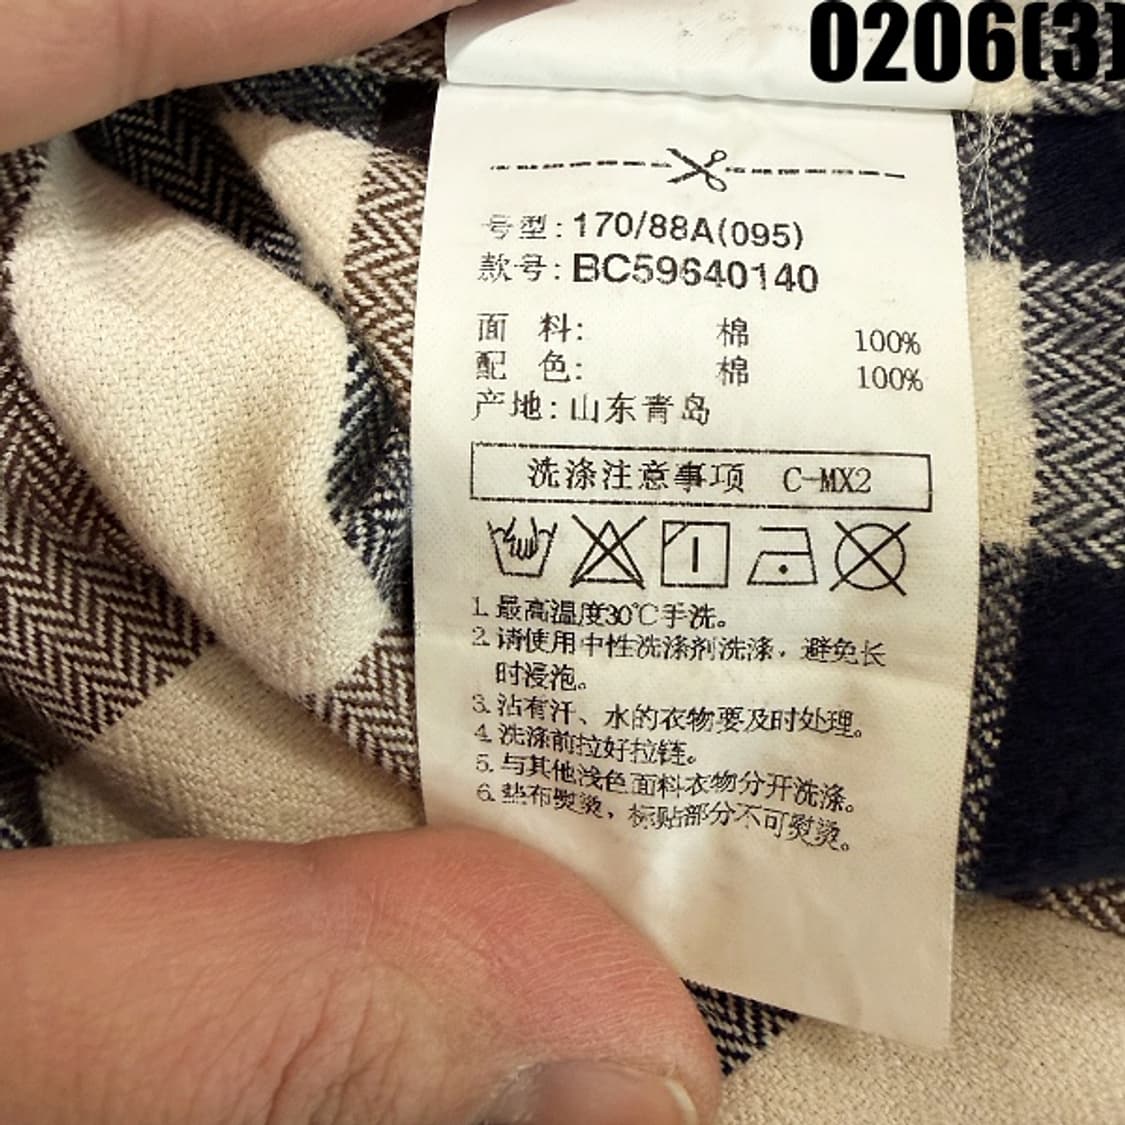 0206(3)
号型:170/88A(095)
款号:BC59640140
面 料: 棉 100%
配 色: 棉 100%
产地:山东青岛
洗涤注意事项 C-MX2
1.最高温度30℃手洗。
2.请使用中性洗涤剂洗涤，避免长
时浸泡。
3.沾有汗、水的衣物要及时处理。
4.洗涤前拉好拉链。
5.与其他浅色面料衣物分开洗涤。
6.垫布熨烫，标贴部分不可熨烫。